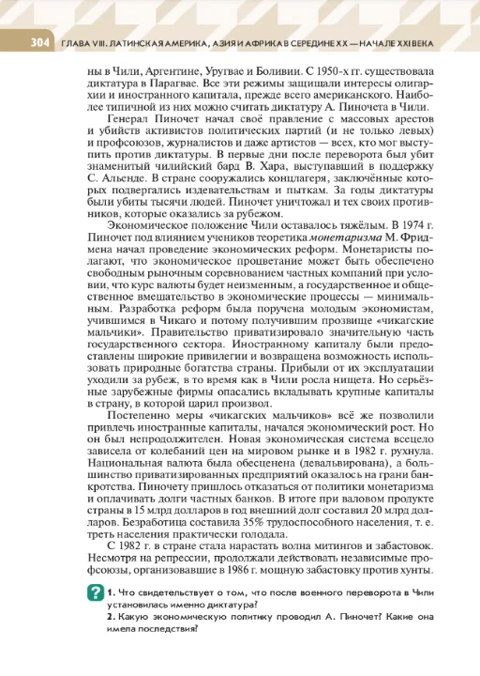 304 ГЛАВА VIII. ЛАТИНСКАЯ АМЕРИКА, АЗИЯ И АФРИКА В СЕРЕДИНЕ XX — НАЧАЛЕ XXI ВЕКА
ны в Чили, Аргентине, Уругвае и Боливии. С 1950-х гг. существовала
диктатура в Парагвае. Все эти режимы защищали интересы олигар-
хии и иностранного капитала, прежде всего американского. Наибо-
лее типичной из них можно считать диктатуру А. Пиночета в Чили.
Генерал Пиночет начал своё правление с массовых арестов
и убийств активистов политических партий (и не только левых)
и профсоюзов, журналистов и даже артистов — всех, кто мог высту-
пить против диктатуры. В первые дни после переворота был убит
знаменитый чилийский бард В. Хара, выступавший в поддержку
С. Альенде. В стране сооружались концлагеря, заключённые кото-
рых подвергались издевательствам и пыткам. За годы диктатуры
были убиты тысячи людей. Пиночет уничтожал и тех своих против-
ников, которые оказались за рубежом.
Экономическое положение Чили оставалось тяжёлым. В 1974 г.
Пиночет под влиянием учеников теоретика монетаризма М. Фрид-
мена начал проведение экономических реформ. Монетаристы по-
лагают, что экономическое процветание может быть обеспечено
свободным рыночным соревнованием частных компаний при усло-
вии, что курс валюты будет неизменным, а государственное и обще-
ственное вмешательство в экономические процессы — минималь-
ным. Разработка реформ была поручена молодым экономистам,
учившимся в Чикаго и потому получившим прозвище «чикагские
мальчики». Правительство приватизировало значительную часть
государственного сектора. Иностранному капиталу были предо-
ставлены широкие привилегии и возвращена возможность исполь-
зовать природные богатства страны. Прибыли от их эксплуатации
уходили за рубеж, в то время как в Чили росла нищета. Но серьёз-
ные зарубежные фирмы опасались вкладывать крупные капиталы
в страну, в которой царил произвол.
Постепенно меры «чикагских мальчиков» всё же позволили
привлечь иностранные капиталы, начался экономический рост. Но
он был непродолжителен. Новая экономическая система всецело
зависела от колебаний цен на мировом рынке и в 1982 г. рухнула.
Национальная валюта была обесценена (девальвирована), а боль-
шинство приватизированных предприятий оказалось на грани бан-
кротства. Пиночету пришлось отказаться от политики монетаризма
и оплачивать долги частных банков. В итоге при валовом продукте
страны в 15 млрд долларов в год внешний долг составил 20 млрд дол-
ларов. Безработица составила 35% трудоспособного населения, т. е.
треть населения практически голодала.
С 1982 г. в стране стала нарастать волна митингов и забастовок.
Несмотря на репрессии, продолжали действовать независимые про-
фсоюзы, организовавшие в 1986 г. мощную забастовку против хунты.
? 1. Что свидетельствует о том, что после военного переворота в Чили
установилась именно диктатура?
2. Какую экономическую политику проводил А. Пиночет? Какие она
имела последствия?